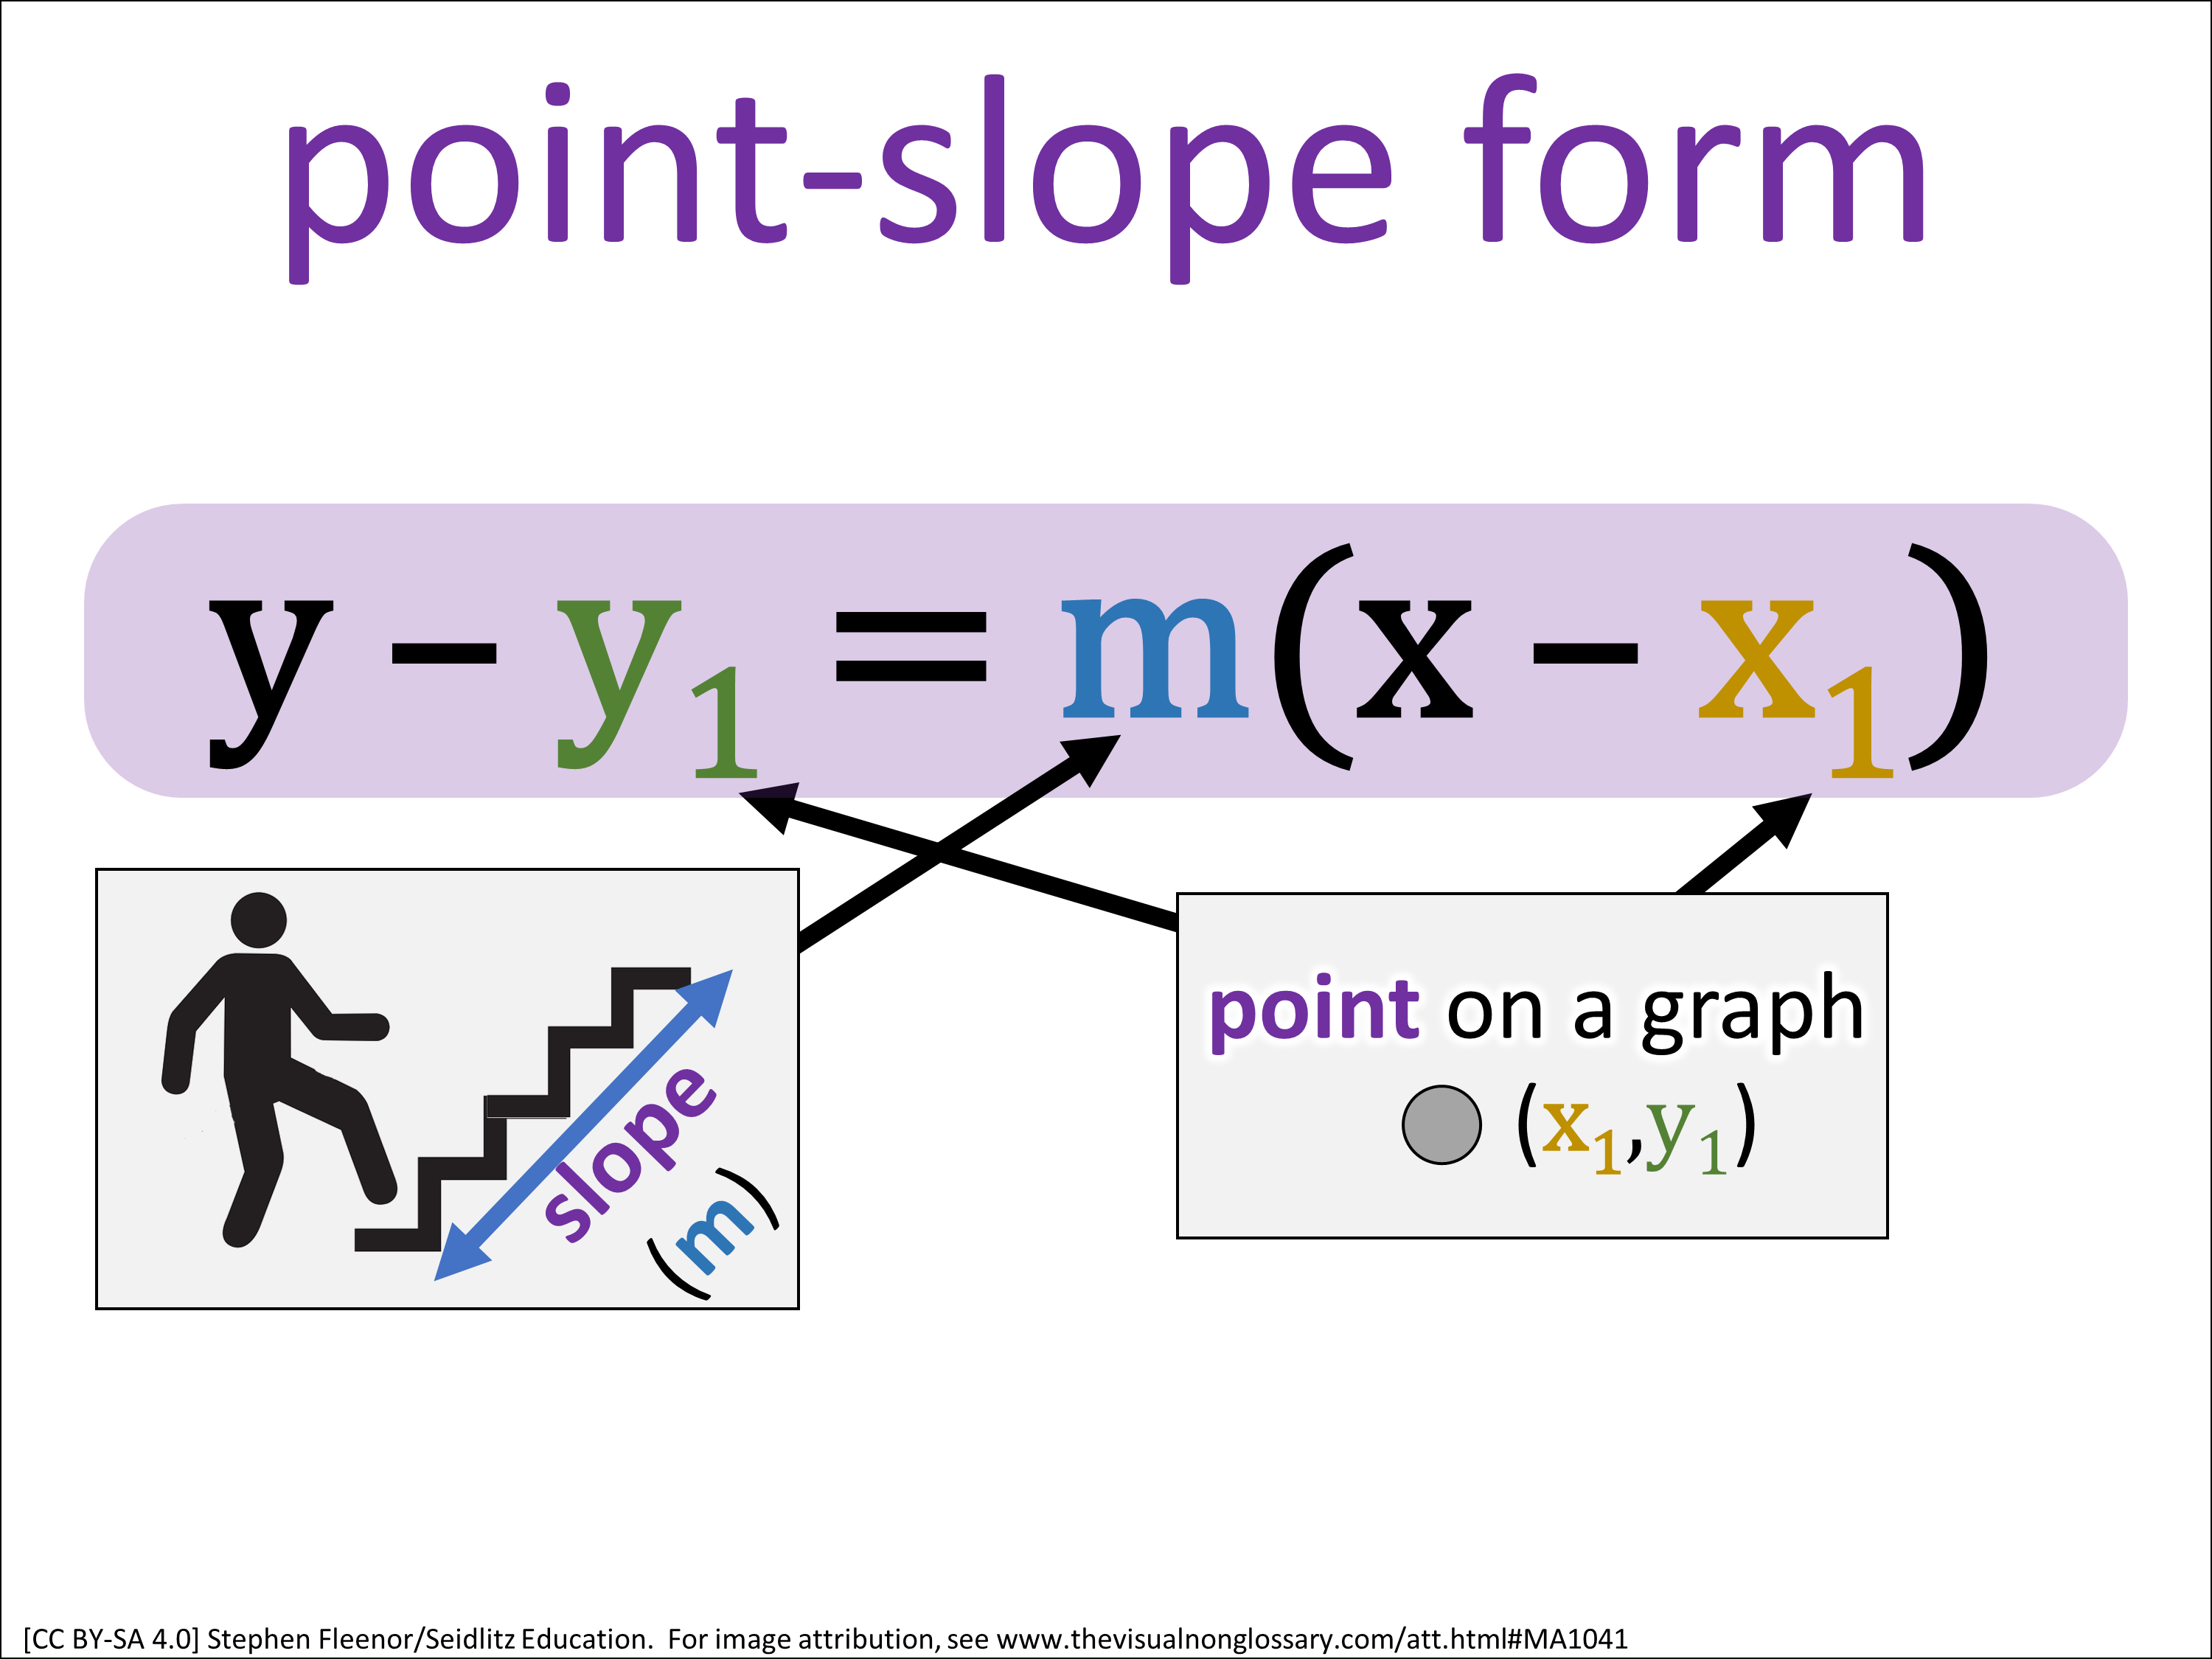 point-slope form
y – y₁ = m(x – x₁)
slope
(m)
point on a graph
(x₁,y₁)
[CC BY-SA 4.0] Stephen Fleenor/Seidlitz Education.  For image attribution, see www.thevisualnonglossary.com/att.html#MA1041